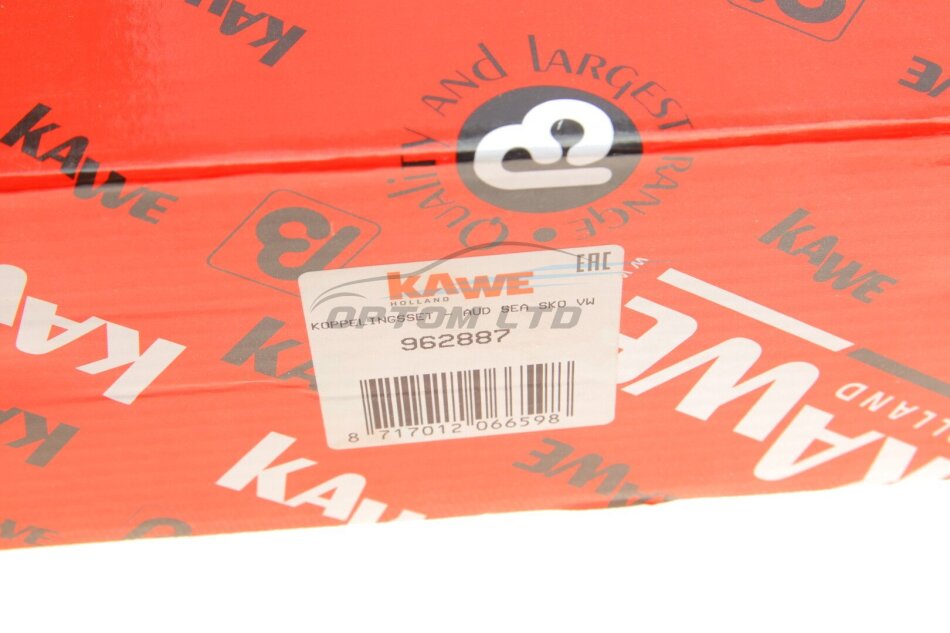 KAWE
KAWE
KAWE
QUALITY AND LARGEST RANGE •
KAWE
KAWE
HOLLAND
EAC
KOPPELINGSSET AUD SEA SKO VW
OPTOM LTD
962887
8 717012 066598
KAWE
LLAND
KAWE
KAWE